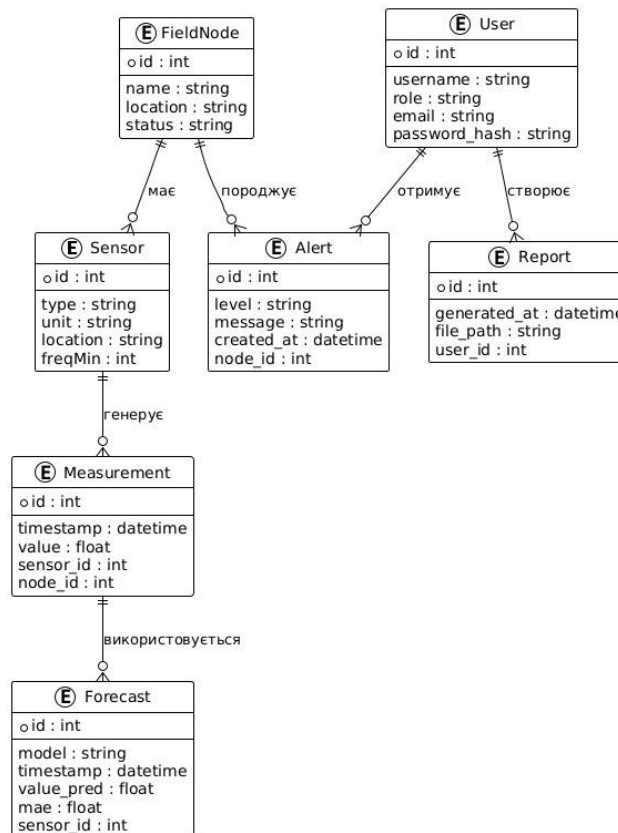 E FieldNode
id : int
name : string
location : string
status : string
E User
id : int
username : string
role : string
email : string
password_hash : string
має
породжує
отримує
створює
E Sensor
id : int
type : string
unit : string
location : string
freqMin : int
E Alert
id : int
level : string
message : string
created_at : datetime
node_id : int
E Report
id : int
generated_at : datetime
file_path : string
user_id : int
генерує
E Measurement
id : int
timestamp : datetime
value : float
sensor_id : int
node_id : int
використовується
E Forecast
id : int
model : string
timestamp : datetime
value_pred : float
mae : float
sensor_id : int